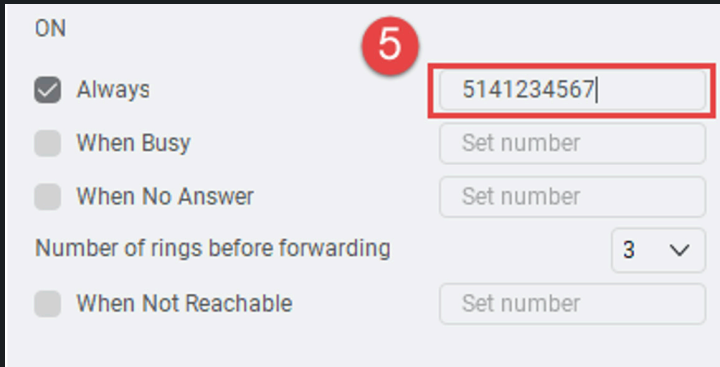 ON
5
Always 5141234567
When Busy Set number
When No Answer Set number
Number of rings before forwarding 3
When Not Reachable Set number